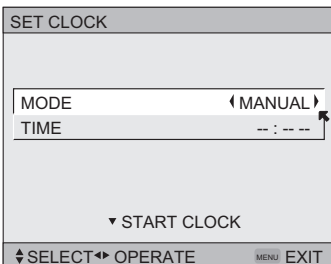 SET CLOCK
MODE MANUAL
TIME -- : -- --
START CLOCK
SELECT OPERATE MENU EXIT